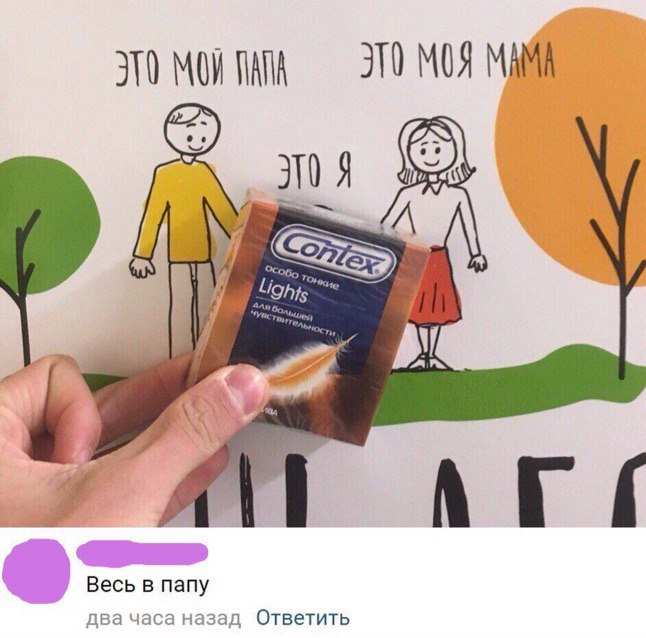 ЭТО МОЙ ПАПА
ЭТО МОЯ МАМА
ЭТО Я
Contex
особо тонкие
Lights
для большей
чувствительности
Весь в папу
два часа назад Ответить